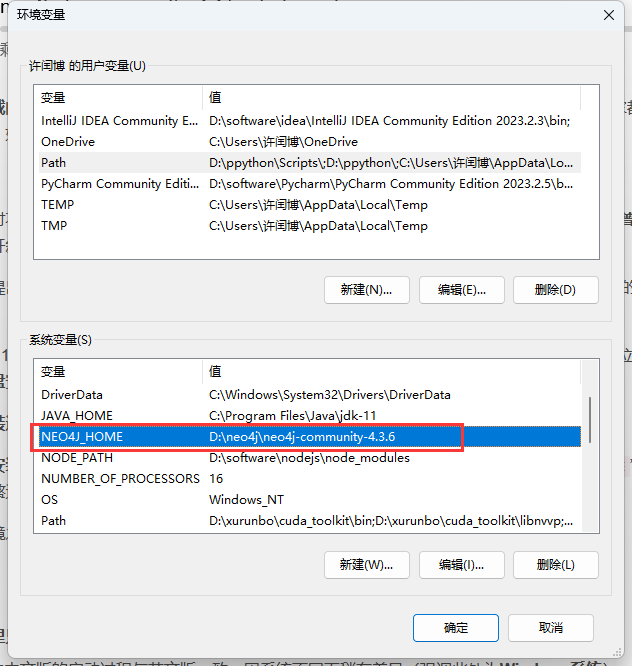 环境变量
许闰博 的用户变量(U)
变量 值
IntelliJ IDEA Community E... D:\software\idea\IntelliJ IDEA Community Edition 2023.2.3\bin;
OneDrive C:\Users\许闰博\OneDrive
Path D:\ppython\Scripts\;D:\ppython\;C:\Users\许闰博\AppData\Lo...
PyCharm Community Editi... D:\software\Pycharm\PyCharm Community Edition 2023.2.5\b...
TEMP C:\Users\许闰博\AppData\Local\Temp
TMP C:\Users\许闰博\AppData\Local\Temp
新建(N)... 编辑(E)... 删除(D)
系统变量(S)
变量 值
DriverData C:\Windows\System32\Drivers\DriverData
JAVA_HOME C:\Program Files\Java\jdk-11
NEO4J_HOME D:\neo4j\neo4j-community-4.3.6
NODE_PATH D:\software\nodejs\node_modules
NUMBER_OF_PROCESSORS 16
OS Windows_NT
Path D:\xurunbo\cuda_toolkit\bin;D:\xurunbo\cuda_toolkit\libnvvp;...
新建(W)... 编辑(I)... 删除(L)
确定 取消